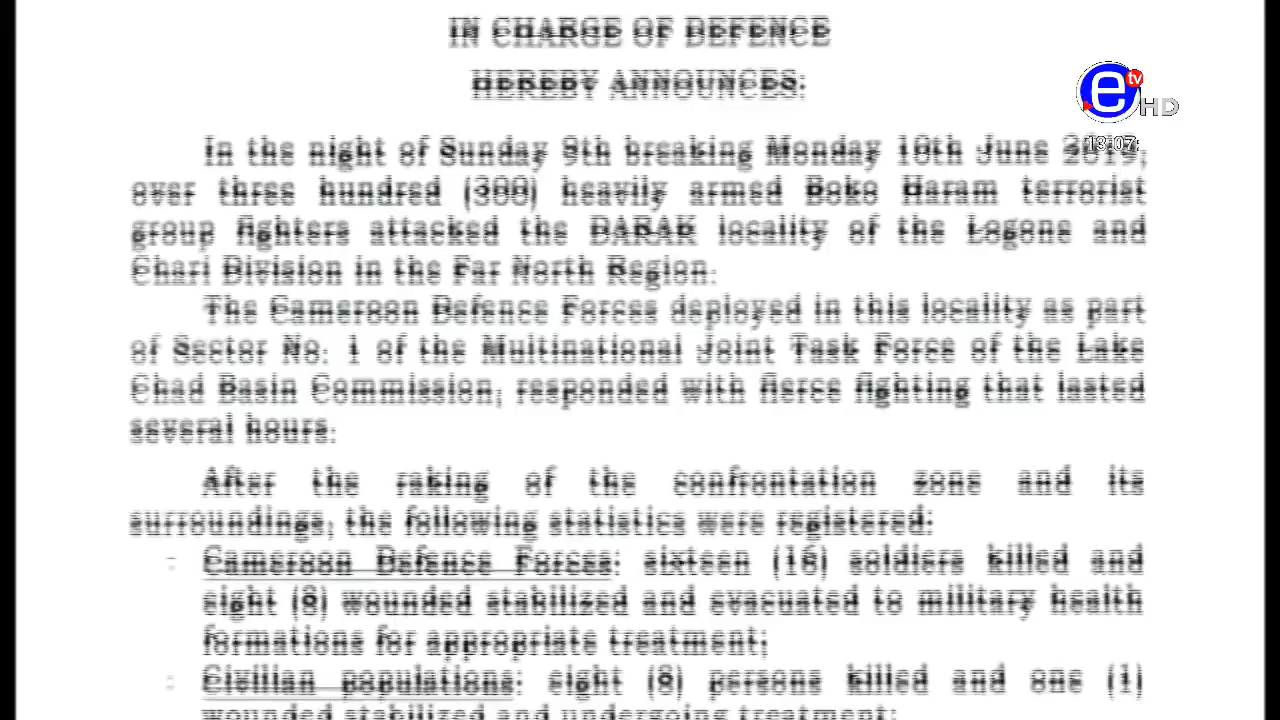 IN CHARGE OF DEFENCE
HEREBY ANNOUNCES:
e tv HD
13:07
In the night of Sunday 9th breaking Monday 10th June 2019,
over three hundred (300) heavily armed Boko Haram terrorist
group fighters attacked the DARAK locality of the Logone and
Chari Division in the Far North Region.
The Cameroon Defence Forces deployed in this locality as part
of Sector No. 1 of the Multinational Joint Task Force of the Lake
Chad Basin Commission, responded with fierce fighting that lasted
several hours.
After the raking of the confrontation zone and its
surroundings, the following statistics were registered:
- Cameroon Defence Forces: sixteen (16) soldiers killed and
eight (8) wounded stabilized and evacuated to military health
formations for appropriate treatment;
- Civilian populations: eight (8) persons killed and one (1)
wounded stabilized and undergoing treatment;